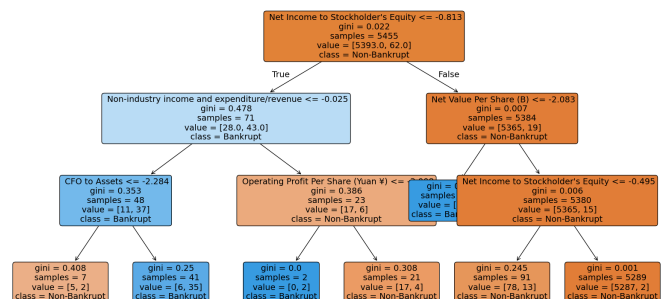 Net Income to Stockholder's Equity <= -0.813
gini = 0.022
samples = 5455
value = [5393.0, 62.0]
class = Non-Bankrupt
True
False
Non-industry income and expenditure/revenue <= -0.025
gini = 0.478
samples = 71
value = [28.0, 43.0]
class = Bankrupt
Net Value Per Share (B) <= -2.083
gini = 0.007
samples = 5384
value = [5365, 19]
class = Non-Bankrupt
CFO to Assets <= -2.284
gini = 0.353
samples = 48
value = [11, 37]
class = Bankrupt
Operating Profit Per Share (Yuan ¥) <=
gini = 0.386
samples = 23
value = [17, 6]
class = Non-Bankrupt
gini =
samples
value =
class = Ba
Net Income to Stockholder's Equity <= -0.495
gini = 0.006
samples = 5380
value = [5365, 15]
class = Non-Bankrupt
gini = 0.408
samples = 7
value = [5, 2]
class = Non-Bankrupt
gini = 0.25
samples = 41
value = [6, 35]
class = Bankrupt
gini = 0.0
samples = 2
value = [0, 2]
class = Bankrupt
gini = 0.308
samples = 21
value = [17, 4]
class = Non-Bankrupt
gini = 0.245
samples = 91
value = [78, 13]
class = Non-Bankrupt
gini = 0.001
samples = 5289
value = [5287, 2]
class = Non-Bankrupt